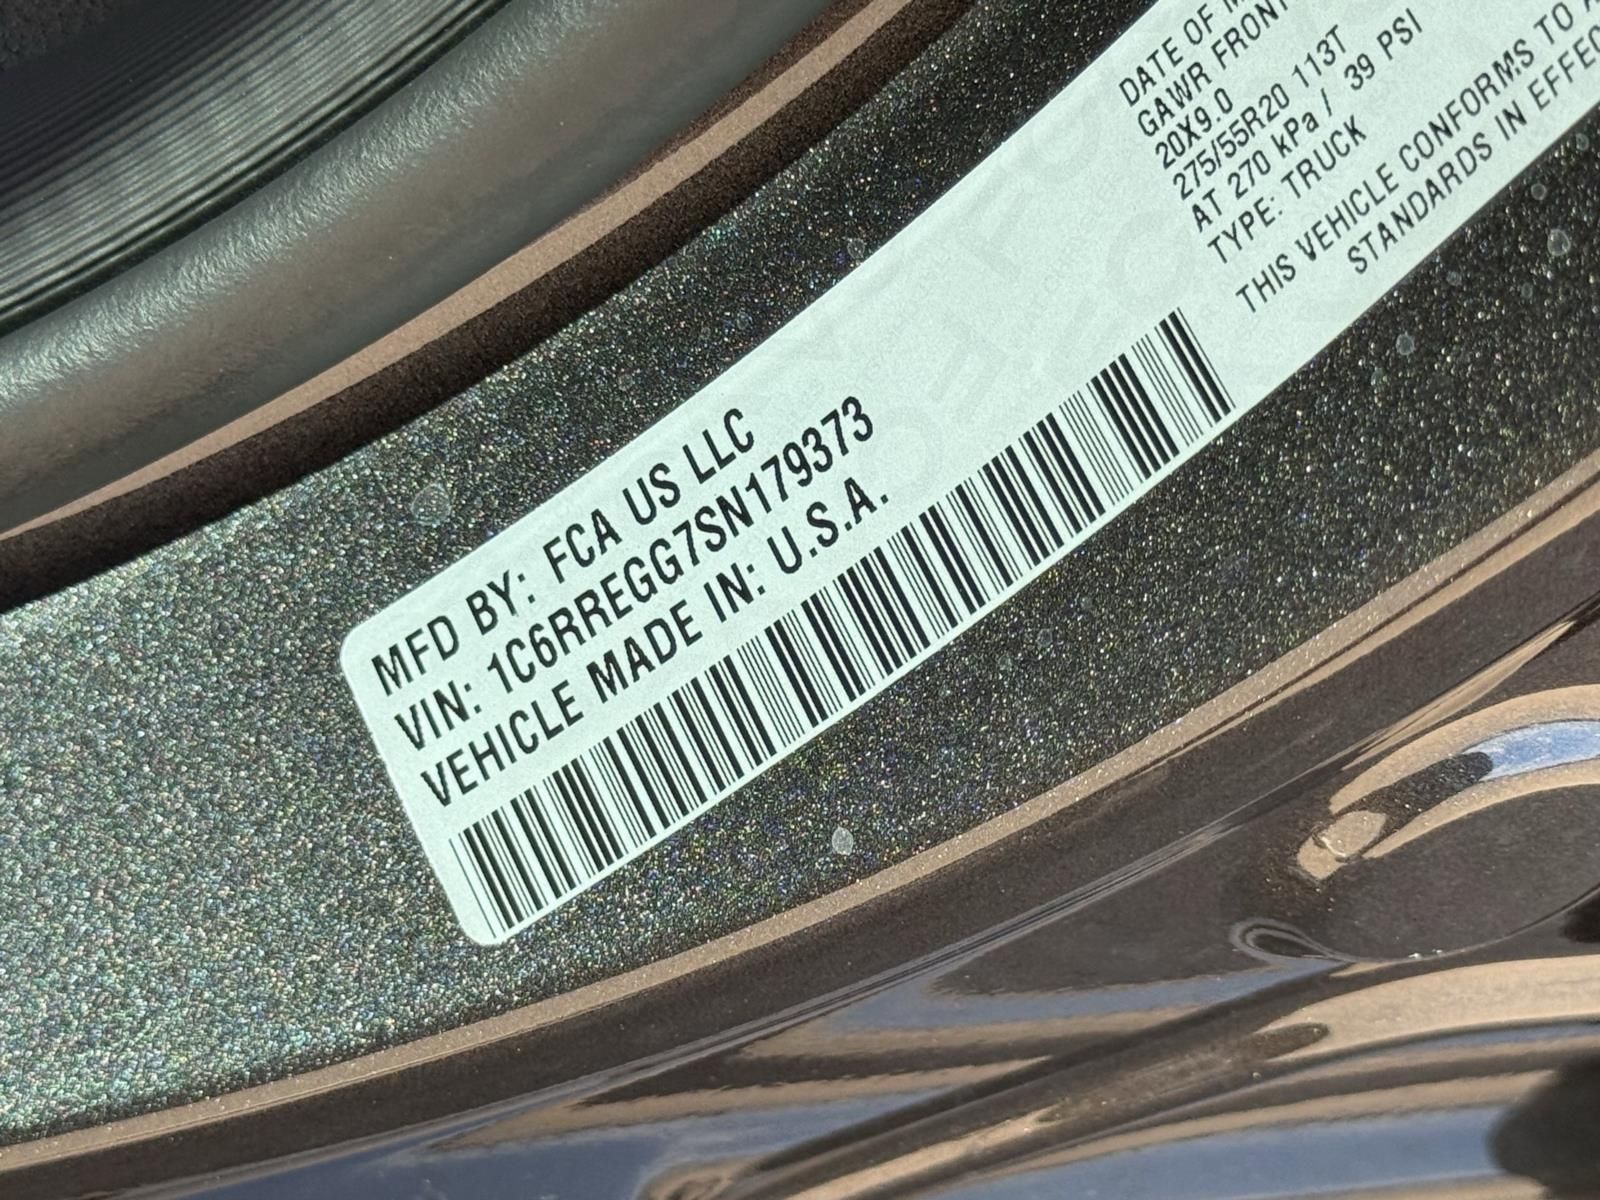 MFD BY: FCA US LLC
VIN: 1C6RREGG7SN179373
VEHICLE MADE IN: U.S.A.
DATE OF
GAWR FRONT
20X9.0
275/55R20 113T
AT 270 kPa / 39 PSI
TYPE: TRUCK
THIS VEHICLE CONFORMS TO
STANDARDS IN